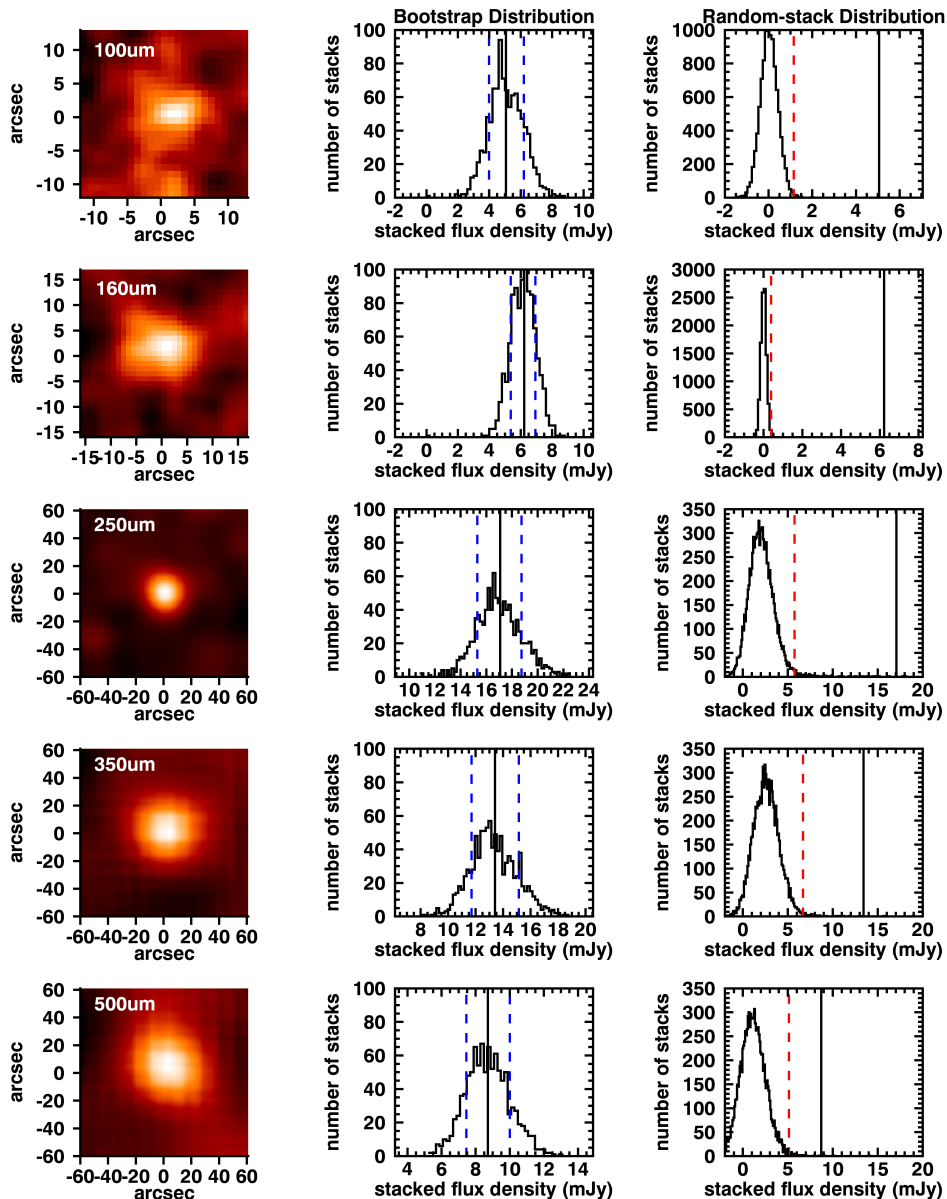 Bootstrap Distribution
Random-stack Distribution
100um
arcsec
10
5
0
-5
-10
-10 -5 0 5 10
arcsec
number of stacks
100
80
60
40
20
0
-2 0 2 4 6 8 10
stacked flux density (mJy)
number of stacks
1000
800
600
400
200
0
-2 0 2 4 6
stacked flux density (mJy)
160um
arcsec
15
10
5
0
-5
-10
-15
-15-10 -5 0 5 10 15
arcsec
number of stacks
100
80
60
40
20
0
-2 0 2 4 6 8 10
stacked flux density (mJy)
number of stacks
3000
2500
2000
1500
1000
500
0
-2 0 2 4 6 8
stacked flux density (mJy)
250um
arcsec
60
40
20
0
-20
-40
-60
-60-40-20 0 20 40 60
arcsec
number of stacks
100
80
60
40
20
0
10 12 14 16 18 20 22 24
stacked flux density (mJy)
number of stacks
350
300
250
200
150
100
50
0
0 5 10 15 20
stacked flux density (mJy)
350um
arcsec
60
40
20
0
-20
-40
-60
-60-40-20 0 20 40 60
arcsec
number of stacks
100
80
60
40
20
0
8 10 12 14 16 18 20
stacked flux density (mJy)
number of stacks
350
300
250
200
150
100
50
0
0 5 10 15 20
stacked flux density (mJy)
500um
arcsec
60
40
20
0
-20
-40
-60
-60-40-20 0 20 40 60
arcsec
number of stacks
100
80
60
40
20
0
4 6 8 10 12 14
stacked flux density (mJy)
number of stacks
350
300
250
200
150
100
50
0
0 5 10 15 20
stacked flux density (mJy)